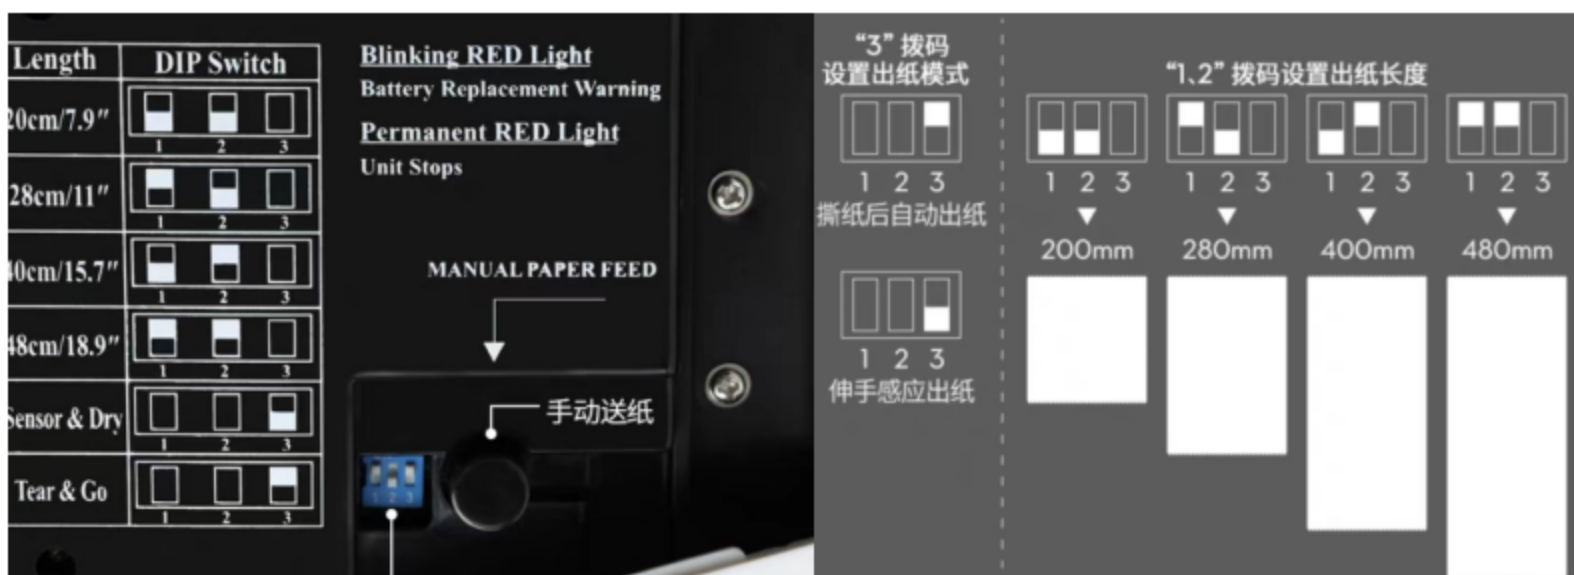 Length DIP Switch
20cm/7.9"
1 2 3
28cm/11"
1 2 3
40cm/15.7"
1 2 3
48cm/18.9"
1 2 3
Sensor & Dry
1 2 3
Tear & Go
1 2 3
Blinking RED Light
Battery Replacement Warning
Permanent RED Light
Unit Stops
MANUAL PAPER FEED
手动送纸
1 2 3
“3” 拨码
设置出纸模式
1 2 3
撕纸后自动出纸
1 2 3
伸手感应出纸
“1、2” 拨码设置出纸长度
1 2 3 1 2 3 1 2 3 1 2 3
200mm 280mm 400mm 480mm